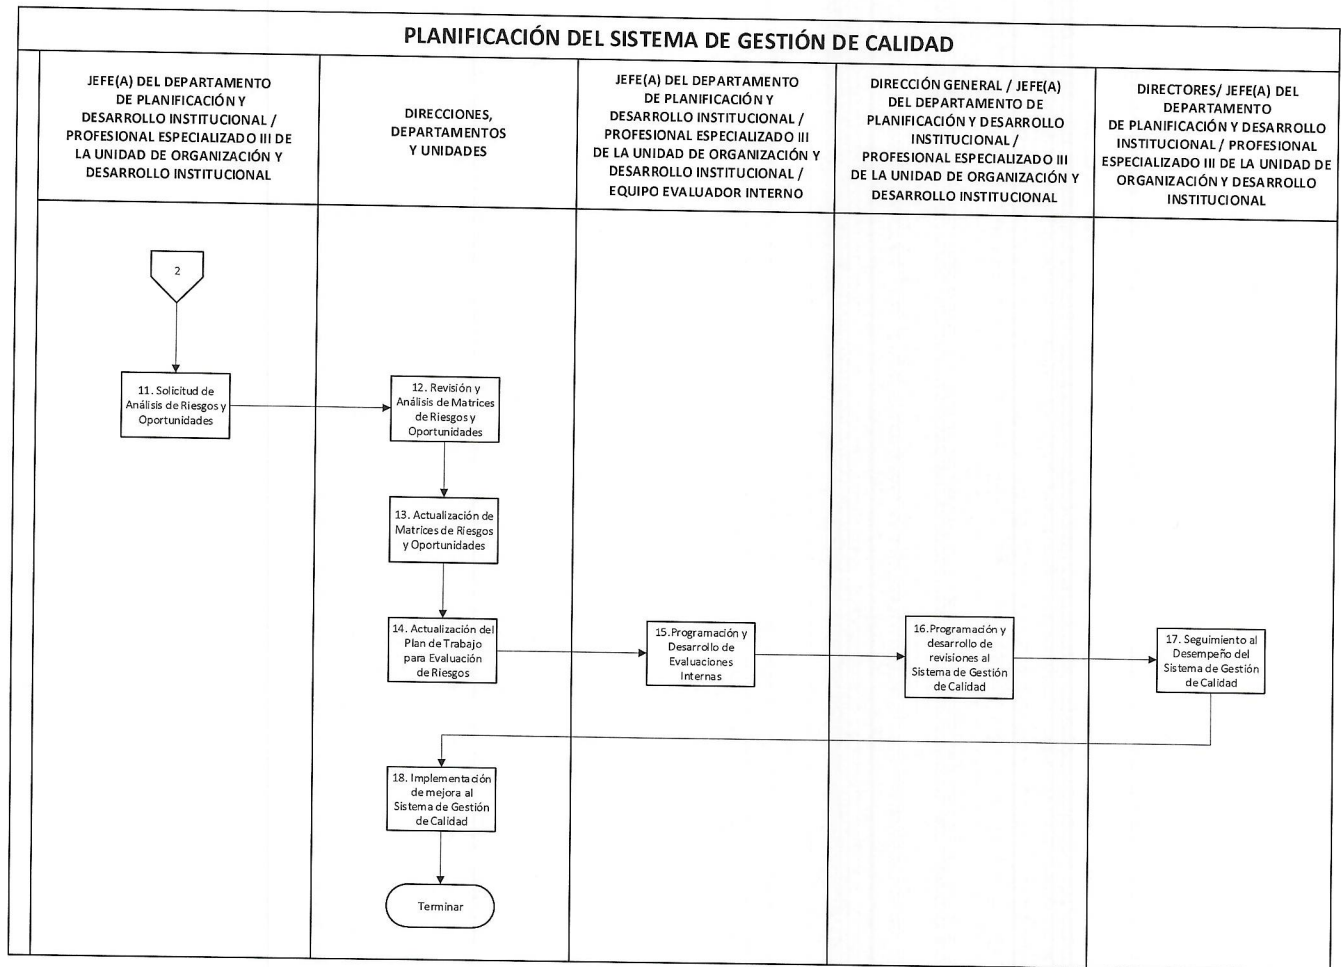 PLANIFICACIÓN DEL SISTEMA DE GESTIÓN DE CALIDAD
JEFE(A) DEL DEPARTAMENTO
DE PLANIFICACIÓN Y
DESARROLLO INSTITUCIONAL /
PROFESIONAL ESPECIALIZADO III DE
LA UNIDAD DE ORGANIZACIÓN Y
DESARROLLO INSTITUCIONAL
DIRECCIONES,
DEPARTAMENTOS
Y UNIDADES
JEFE(A) DEL DEPARTAMENTO
DE PLANIFICACIÓN Y
DESARROLLO INSTITUCIONAL /
PROFESIONAL ESPECIALIZADO III
DE LA UNIDAD DE ORGANIZACIÓN Y
DESARROLLO INSTITUCIONAL /
EQUIPO EVALUADOR INTERNO
DIRECCIÓN GENERAL / JEFE(A)
DEL DEPARTAMENTO DE
PLANIFICACIÓN Y DESARROLLO
INSTITUCIONAL /
PROFESIONAL ESPECIALIZADO III
DE LA UNIDAD DE ORGANIZACIÓN Y
DESARROLLO INSTITUCIONAL
DIRECTORES/ JEFE(A) DEL
DEPARTAMENTO
DE PLANIFICACIÓN Y DESARROLLO
INSTITUCIONAL / PROFESIONAL
ESPECIALIZADO III DE LA UNIDAD DE
ORGANIZACIÓN Y DESARROLLO
INSTITUCIONAL
2
11. Solicitud de
Análisis de Riesgos y
Oportunidades
12. Revisión y
Análisis de Matrices
de Riesgos y
Oportunidades
13. Actualización de
Matrices de Riesgos
y Oportunidades
14. Actualización del
Plan de Trabajo
para Evaluación
de Riesgos
15.Programación y
Desarrollo de
Evaluaciones
Internas
16.Programación y
desarrollo de
revisiones al
Sistema de Gestión
de Calidad
17. Seguimiento al
Desempeño del
Sistema de Gestión
de Calidad
18. Implementación
de mejora al
Sistema de Gestión
de Calidad
Terminar